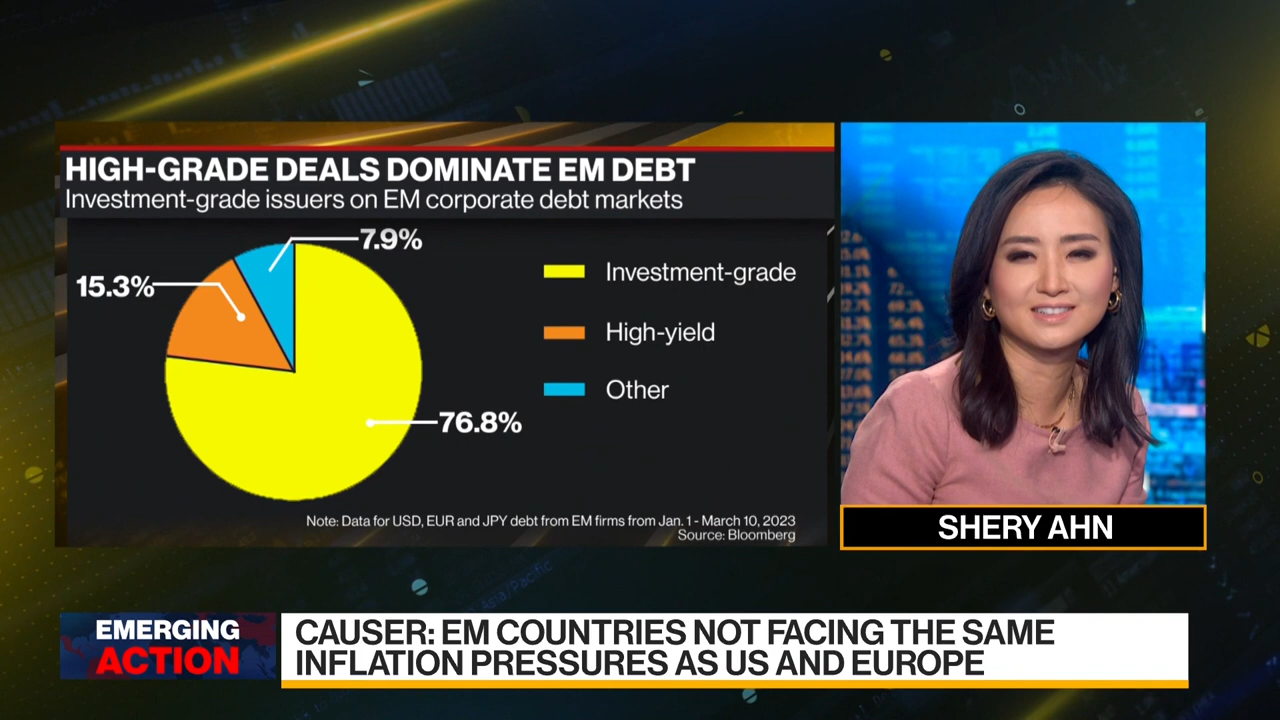 HIGH-GRADE DEALS DOMINATE EM DEBT
Investment-grade issuers on EM corporate debt markets
7.9%
15.3%
76.8%
Investment-grade
High-yield
Other
Note: Data for USD, EUR and JPY debt from EM firms from Jan. 1 - March 10, 2023
Source: Bloomberg
SHERY AHN
EMERGING
ACTION
CAUSER: EM COUNTRIES NOT FACING THE SAME
INFLATION PRESSURES AS US AND EUROPE
Asia/Pacific